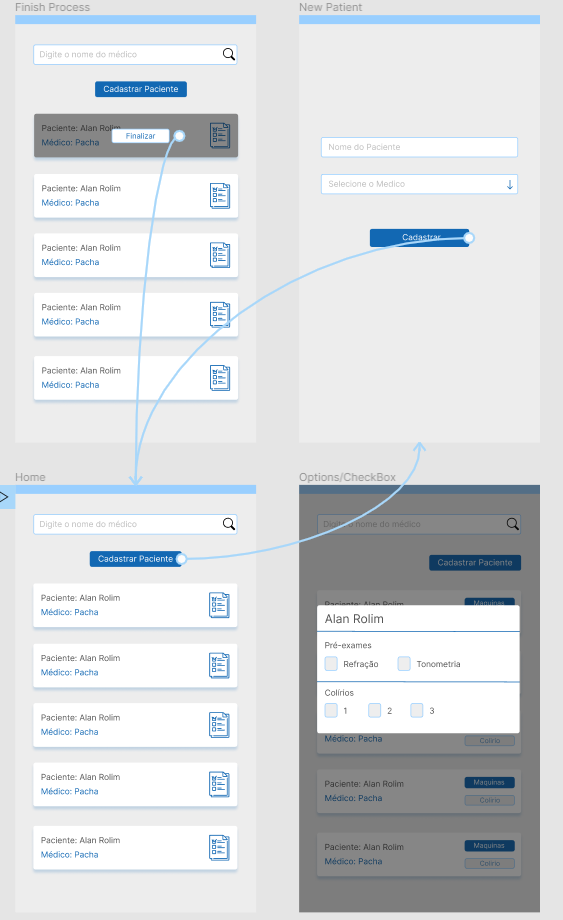 Finish Process
Digite o nome do médico
Cadastrar Paciente
Paciente: Alan Rolim
Finalizar
Médico: Pacha
Paciente: Alan Rolim
Médico: Pacha
Paciente: Alan Rolim
Médico: Pacha
Paciente: Alan Rolim
Médico: Pacha
Paciente: Alan Rolim
Médico: Pacha
New Patient
Nome do Paciente
Selecione o Medico
Cadastrar
Home
Digite o nome do médico
Cadastrar Paciente
Paciente: Alan Rolim
Médico: Pacha
Paciente: Alan Rolim
Médico: Pacha
Paciente: Alan Rolim
Médico: Pacha
Paciente: Alan Rolim
Médico: Pacha
Paciente: Alan Rolim
Médico: Pacha
Options/CheckBox
Digite o nome do médico
Cadastrar Paciente
Paciente: Alan Rolim
Maquinas
Alan Rolim
Pré-exames
Refração
Tonometria
Colírios
1
2
3
Médico: Pacha
Colírio
Paciente: Alan Rolim
Maquinas
Médico: Pacha
Colírio
Paciente: Alan Rolim
Maquinas
Médico: Pacha
Colírio